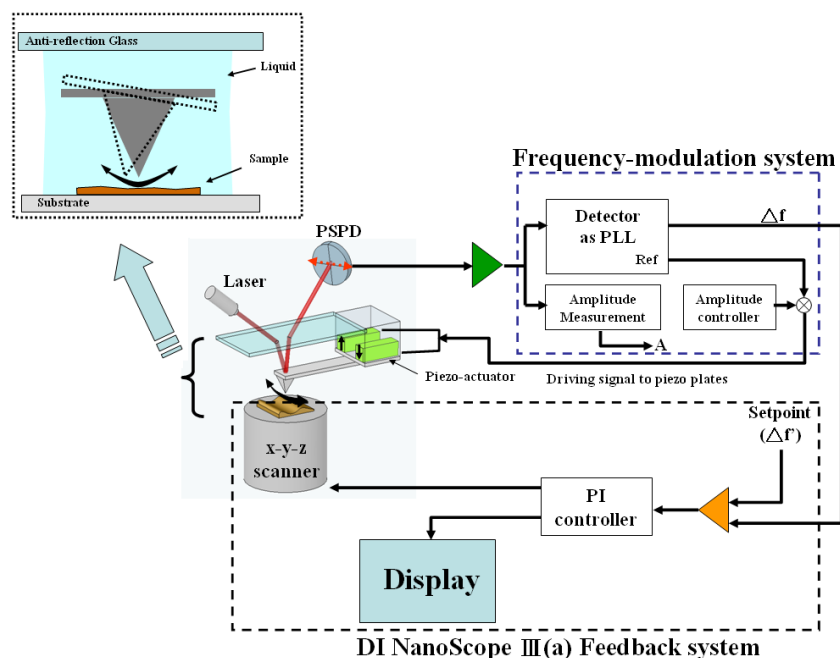 Anti-reflection Glass
Liquid
Sample
Substrate
Frequency-modulation system
PSPD
Detector
as PLL
△f
Ref
Laser
Amplitude
Measurement
Amplitude
controller
A
Piezo-actuator
Driving signal to piezo plates
Setpoint
(△f’)
x-y-z
scanner
PI
controller
Display
DI NanoScope Ⅲ(a) Feedback system